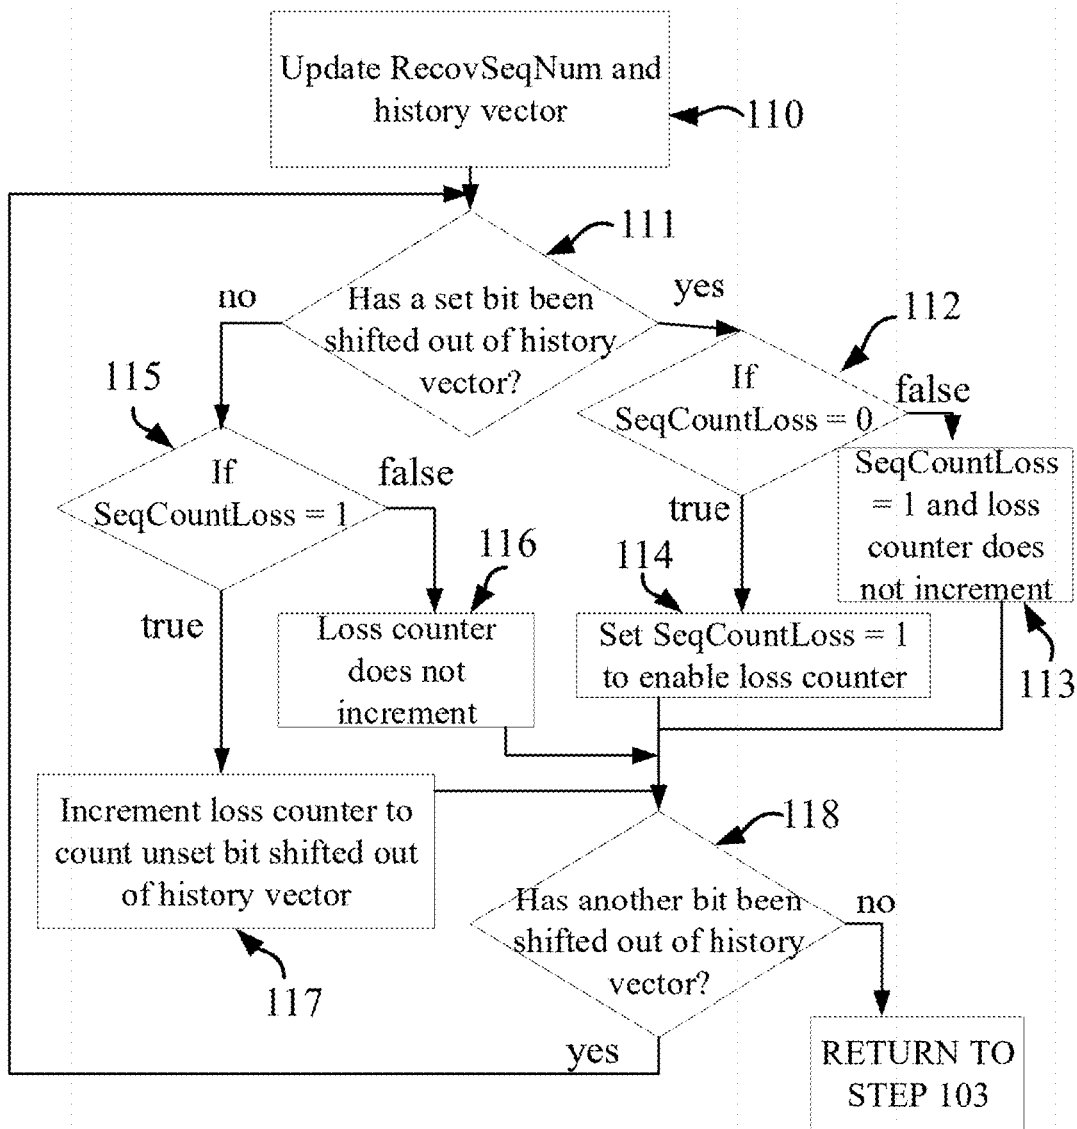 Update RecovSeqNum and
history vector
110
111
no
yes
Has a set bit been
shifted out of history
vector?
112
115
If
SeqCountLoss = 0
false
If
SeqCountLoss = 1
false
true
SeqCountLoss
= 1 and loss
counter does
not increment
116
114
true
Loss counter
does not
increment
Set SeqCountLoss = 1
to enable loss counter
113
Increment loss counter to
count unset bit shifted out
of history vector
118
117
Has another bit been
shifted out of history
vector?
no
yes
RETURN TO
STEP 103